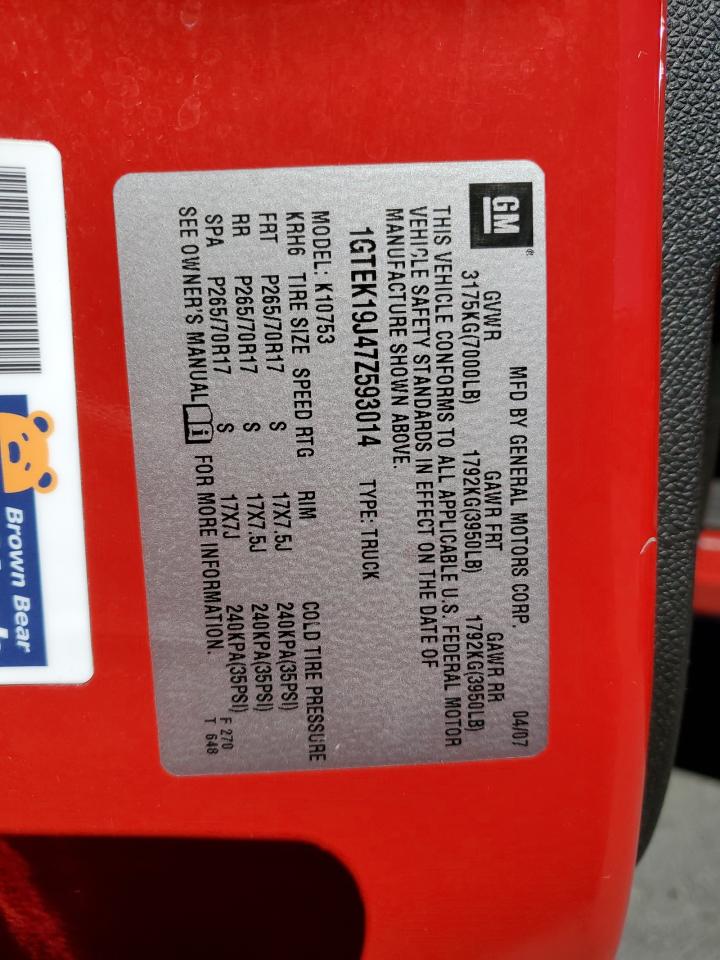 GM
®
MFD BY GENERAL MOTORS CORP. 04/07
GVWR GAWR FRT GAWR RR
3175KG(7000LB) 1792KG(3950LB) 1792KG(3950LB)
THIS VEHICLE CONFORMS TO ALL APPLICABLE U.S. FEDERAL MOTOR
VEHICLE SAFETY STANDARDS IN EFFECT ON THE DATE OF
MANUFACTURE SHOWN ABOVE.
1GTEK19J47Z593014 TYPE: TRUCK
MODEL: K10753
KRH6 TIRE SIZE SPEED RTG RIM COLD TIRE PRESSURE
FRT P265/70R17 S 17X7.5J 240KPA(35PSI)
RR P265/70R17 S 17X7.5J 240KPA(35PSI)
SPA P265/70R17 S 17X7J 240KPA(35PSI)
SEE OWNER'S MANUAL i FOR MORE INFORMATION.
F 270
T 648
Brown Bear